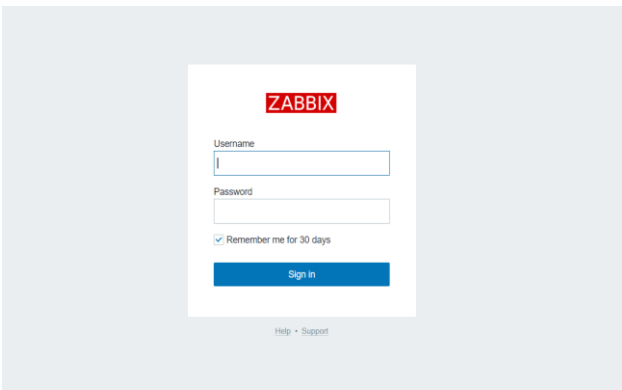 ZABBIX
Username
Password
Remember me for 30 days
Sign in
Help • Support